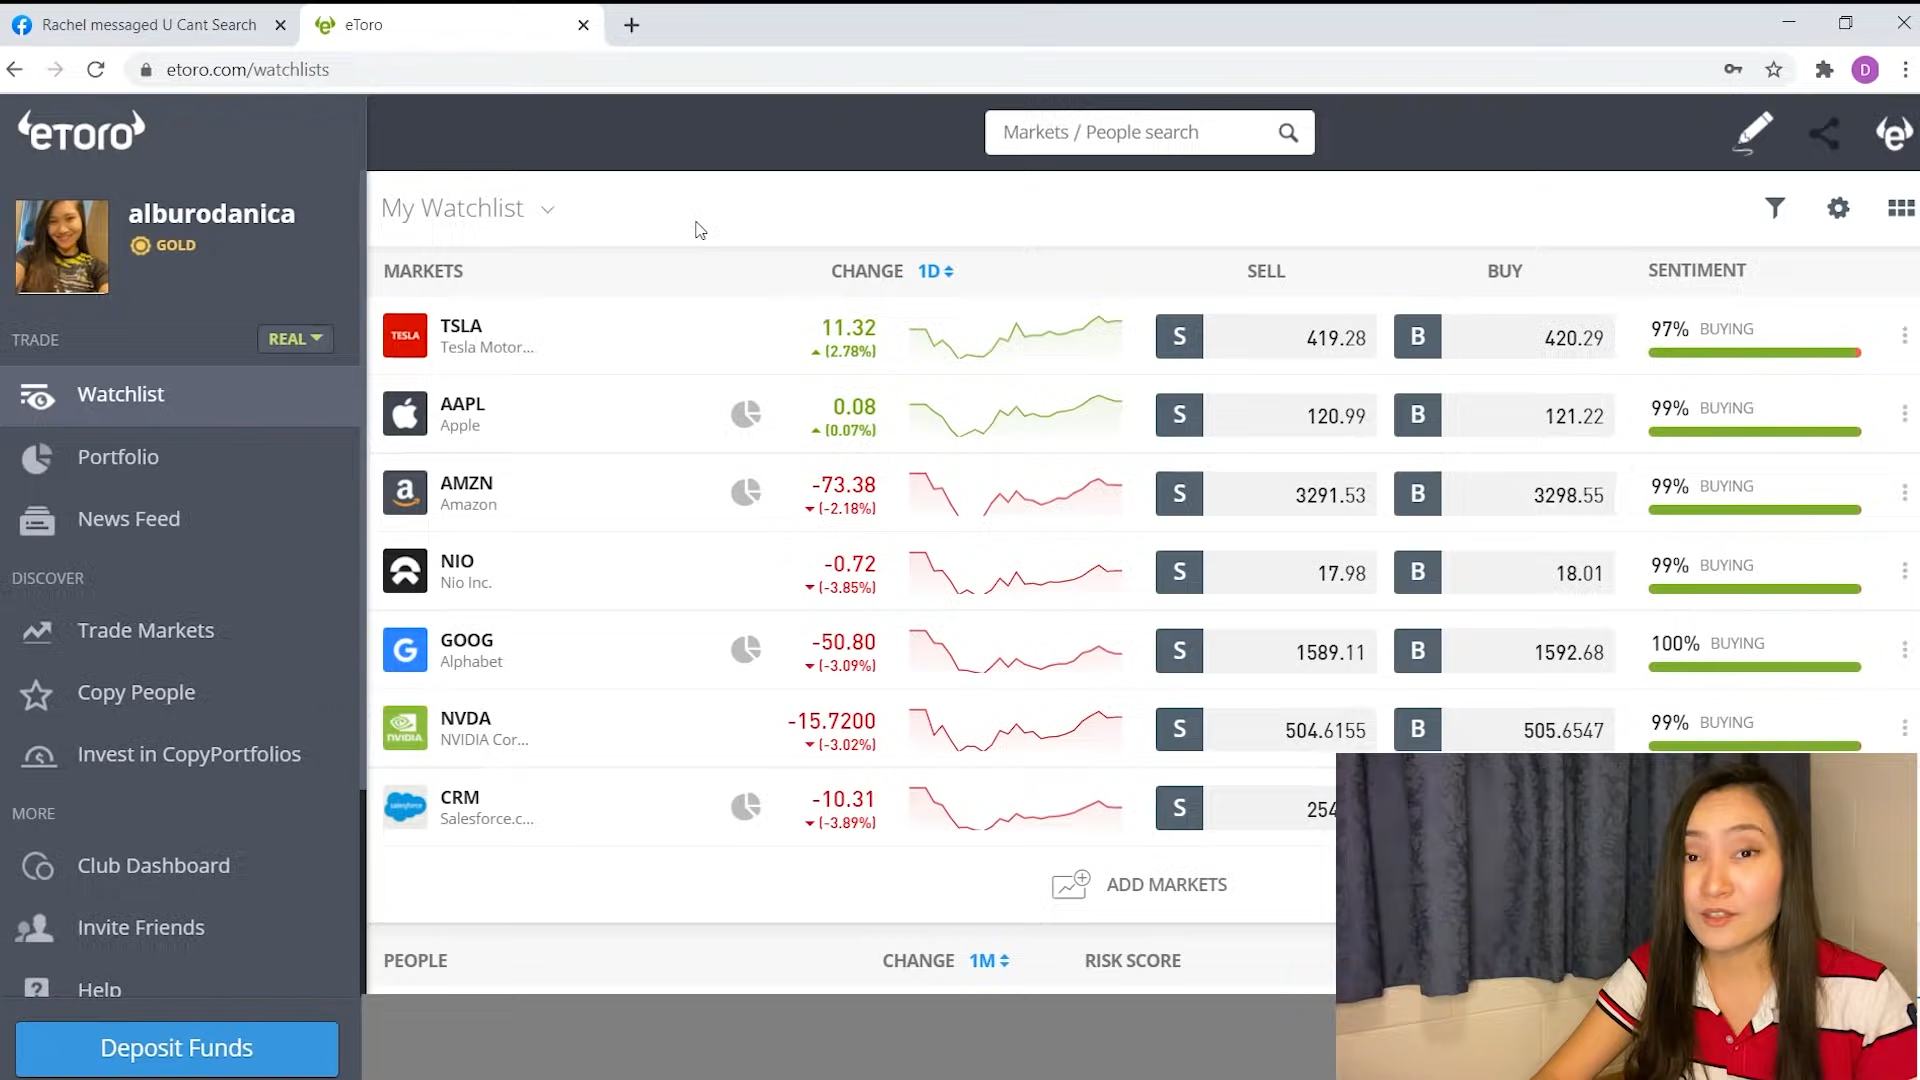 Rachel messaged U Cant Search
eToro
etoro.com/watchlists
D
eToro
Markets / People search
alburodanica
GOLD
TRADE
REAL
Watchlist
Portfolio
News Feed
DISCOVER
Trade Markets
Copy People
Invest in CopyPortfolios
MORE
Club Dashboard
Invite Friends
Help
Deposit Funds
My Watchlist
MARKETS CHANGE 1D SELL BUY SENTIMENT
TESLA TSLA 11.32 S 419.28 B 420.29 97% BUYING
Tesla Motor... (2.78%)
AAPL 0.08 S 120.99 B 121.22 99% BUYING
Apple (0.07%)
a AMZN -73.38 S 3291.53 B 3298.55 99% BUYING
Amazon (-2.18%)
NIO -0.72 S 17.98 B 18.01 99% BUYING
Nio Inc. (-3.85%)
G GOOG -50.80 S 1589.11 B 1592.68 100% BUYING
Alphabet (-3.09%)
NVIDIA NVDA -15.7200 S 504.6155 B 505.6547 99% BUYING
NVIDIA Cor... (-3.02%)
salesforce CRM -10.31 S 254
Salesforce.c... (-3.89%)
ADD MARKETS
PEOPLE CHANGE 1M RISK SCORE